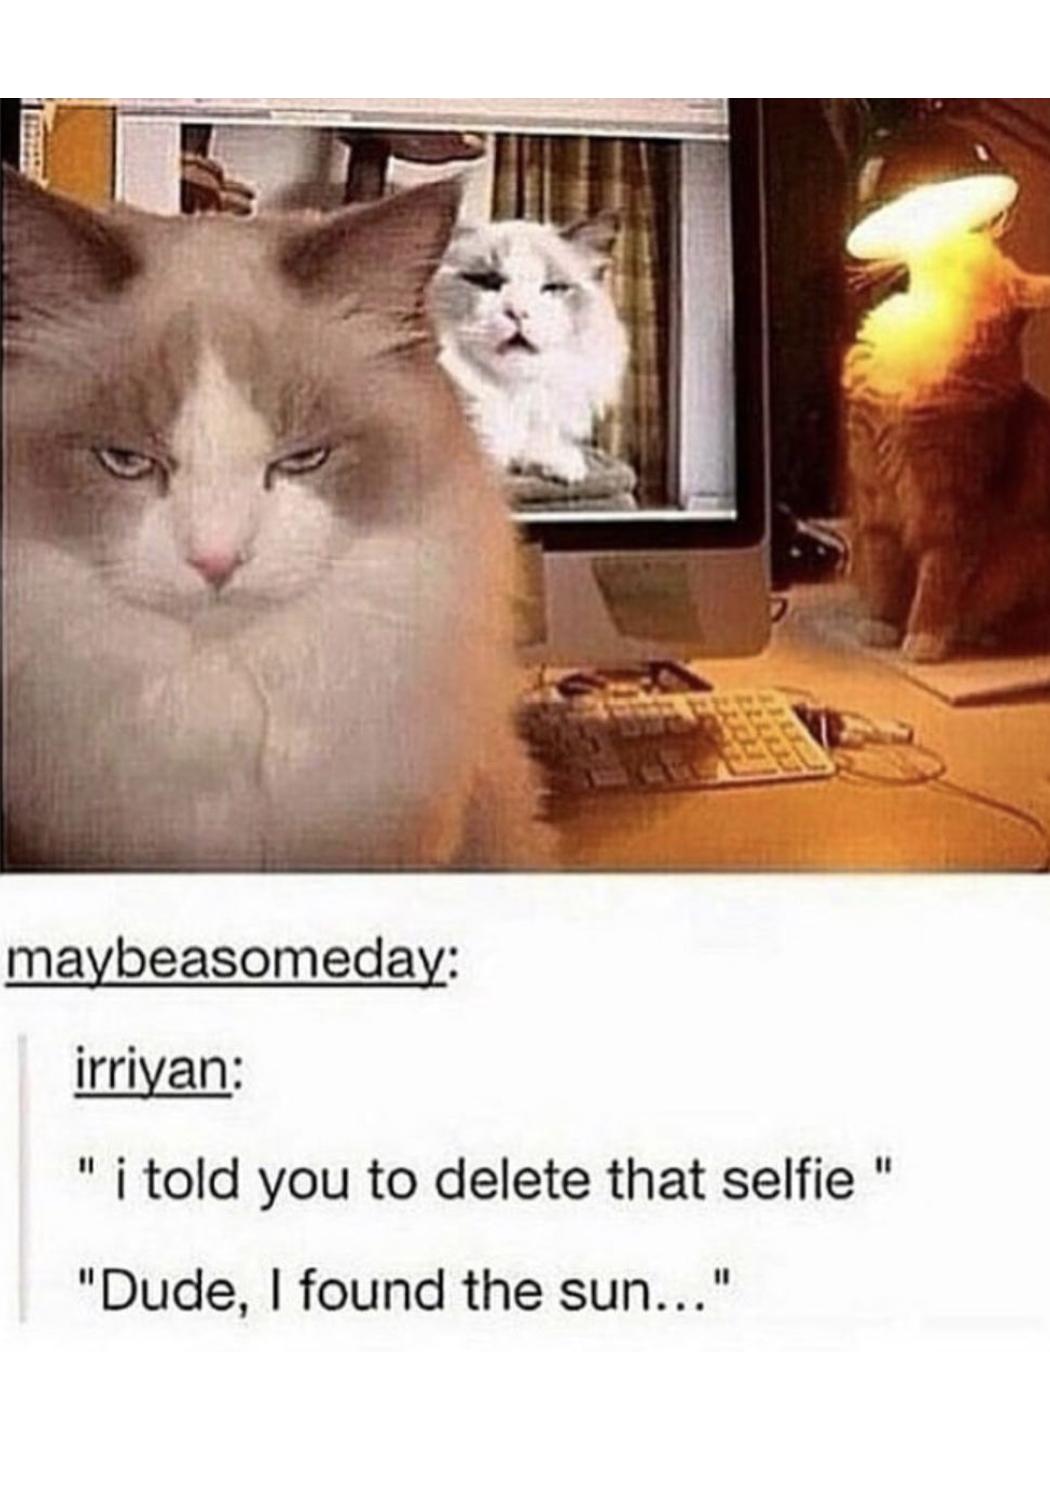 maybeasomeday:
irriyan:
" i told you to delete that selfie "
"Dude, I found the sun..."